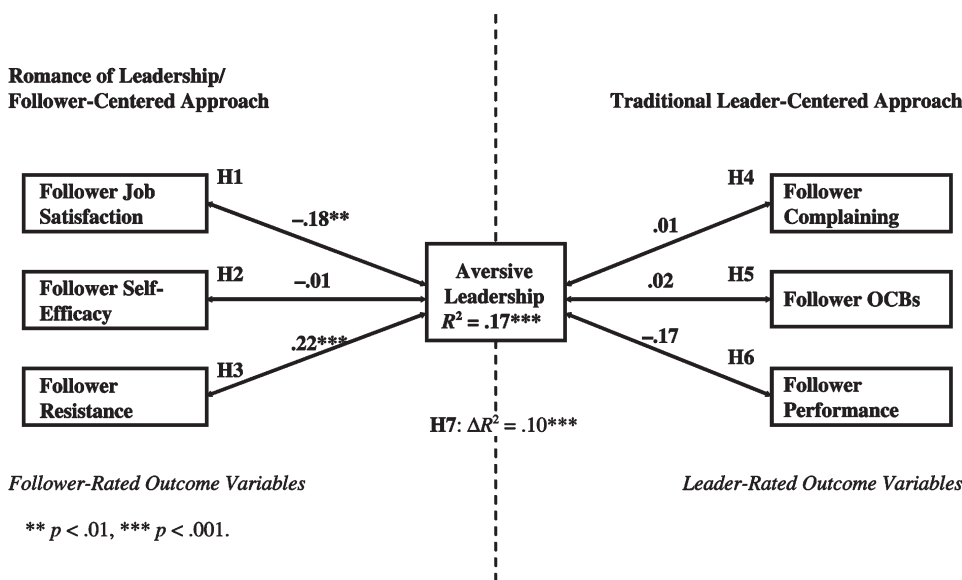 Romance of Leadership/
Follower-Centered Approach
Traditional Leader-Centered Approach
H1
Follower Job
Satisfaction
–.18**
H2
Follower Self-
Efficacy
–.01
H3
Follower
Resistance
.22***
Aversive
Leadership
R² = .17***
H4
Follower
Complaining
.01
H5
Follower OCBs
.02
H6
Follower
Performance
–.17
H7: ΔR² = .10***
Follower-Rated Outcome Variables
Leader-Rated Outcome Variables
** p < .01, *** p < .001.